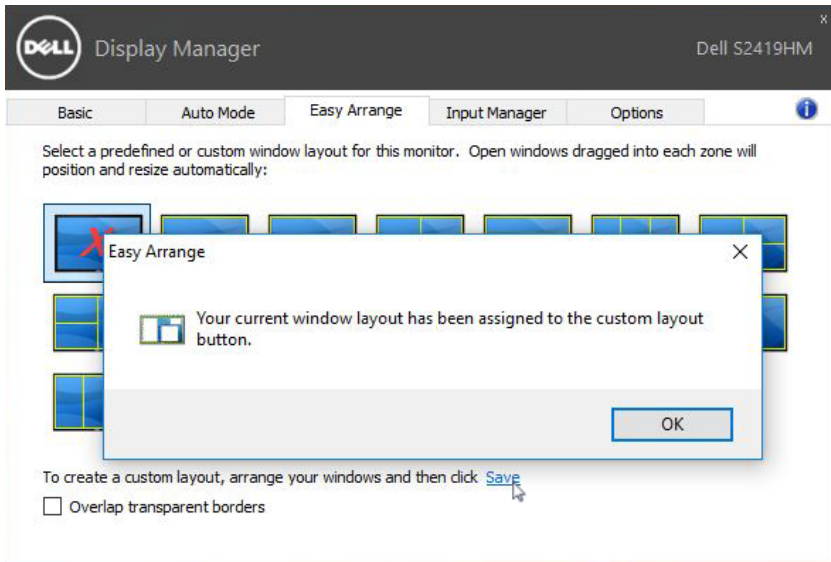 DELL Display Manager
x
Dell S2419HM
Basic Auto Mode Easy Arrange Input Manager Options i
Select a predefined or custom window layout for this monitor. Open windows dragged into each zone will
position and resize automatically:
X
Easy Arrange
Your current window layout has been assigned to the custom layout
button.
OK
To create a custom layout, arrange your windows and then click Save
Overlap transparent borders